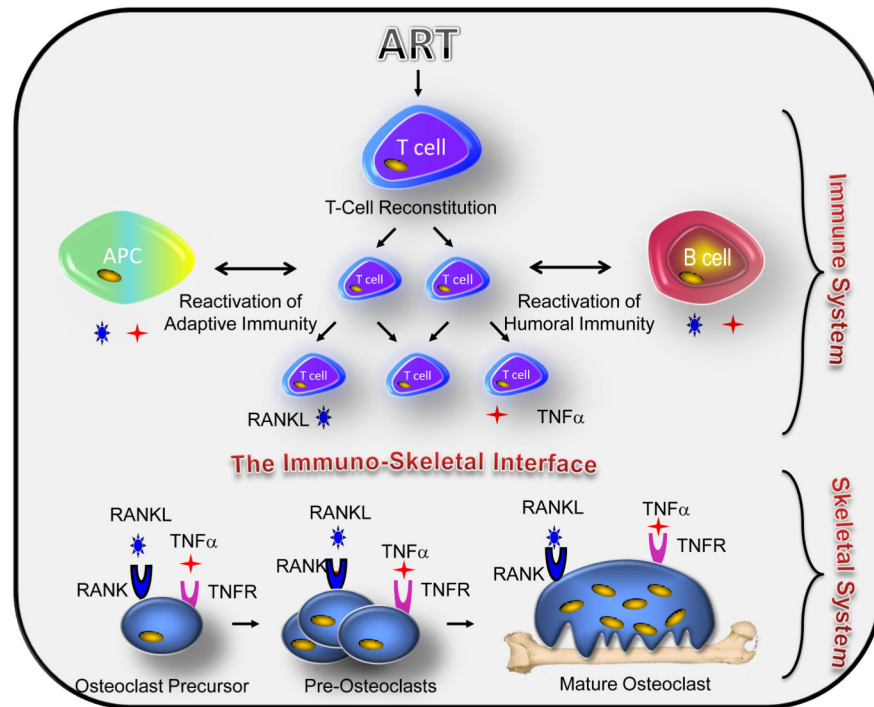 ART
T cell
T-Cell Reconstitution
APC
T cell
T cell
B cell
Reactivation of
Adaptive Immunity
Reactivation of
Humoral Immunity
T cell
T cell
T cell
RANKL
TNFα
Immune System
The Immuno-Skeletal Interface
RANKL
TNFα
RANK
TNFR
RANKL
TNFα
RANK
TNFR
RANKL
TNFα
TNFR
RANK
Osteoclast Precursor
Pre-Osteoclasts
Mature Osteoclast
Skeletal System